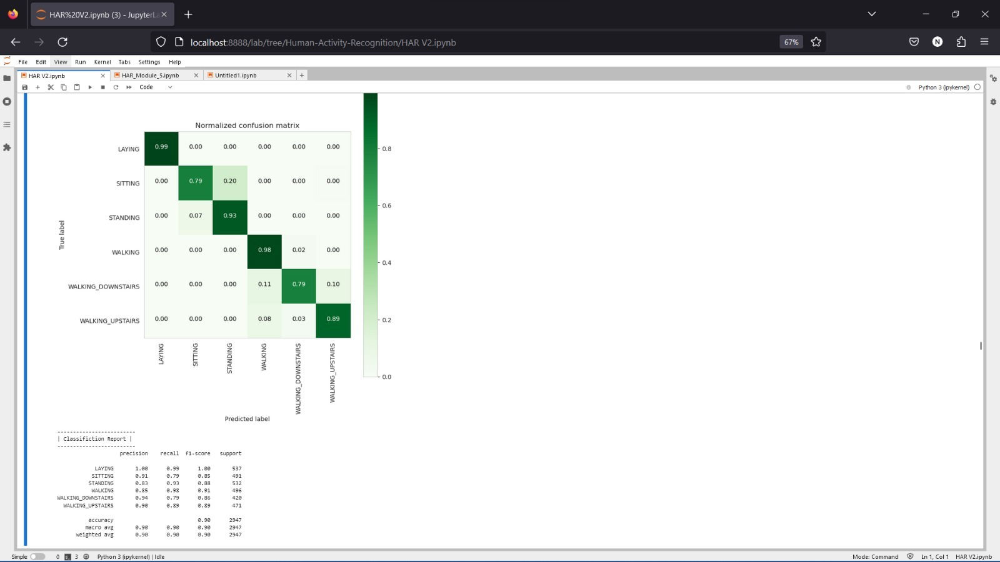 HAR%20V2.ipynb (3) - JupyterLa
localhost:8888/lab/tree/Human-Activity-Recognition/HAR V2.ipynb
67%
N
File Edit View Run Kernel Tabs Settings Help
HAR V2.ipynb
HAR_Module_5.ipynb
Untitled1.ipynb
Code
Python 3 (ipykernel)
Normalized confusion matrix
LAYING 0.99 0.00 0.00 0.00 0.00 0.00
SITTING 0.00 0.79 0.20 0.00 0.00 0.00
STANDING 0.00 0.07 0.93 0.00 0.00 0.00
WALKING 0.00 0.00 0.00 0.98 0.02 0.00
WALKING_DOWNSTAIRS 0.00 0.00 0.00 0.11 0.79 0.10
WALKING_UPSTAIRS 0.00 0.00 0.00 0.08 0.03 0.89
True label
LAYING
SITTING
STANDING
WALKING
WALKING_DOWNSTAIRS
WALKING_UPSTAIRS
Predicted label
0.8
0.6
0.4
0.2
0.0
-------------------------
| Classifiction Report |
-------------------------
precision recall f1-score support
LAYING 1.00 0.99 1.00 537
SITTING 0.91 0.79 0.85 491
STANDING 0.83 0.93 0.88 532
WALKING 0.85 0.98 0.91 496
WALKING_DOWNSTAIRS 0.94 0.79 0.86 420
WALKING_UPSTAIRS 0.90 0.89 0.89 471
accuracy 0.90 2947
macro avg 0.90 0.90 0.90 2947
weighted avg 0.90 0.90 0.90 2947
Simple 0 3 Python 3 (ipykernel) | Idle
Mode: Command Ln 1, Col 1 HAR V2.ipynb